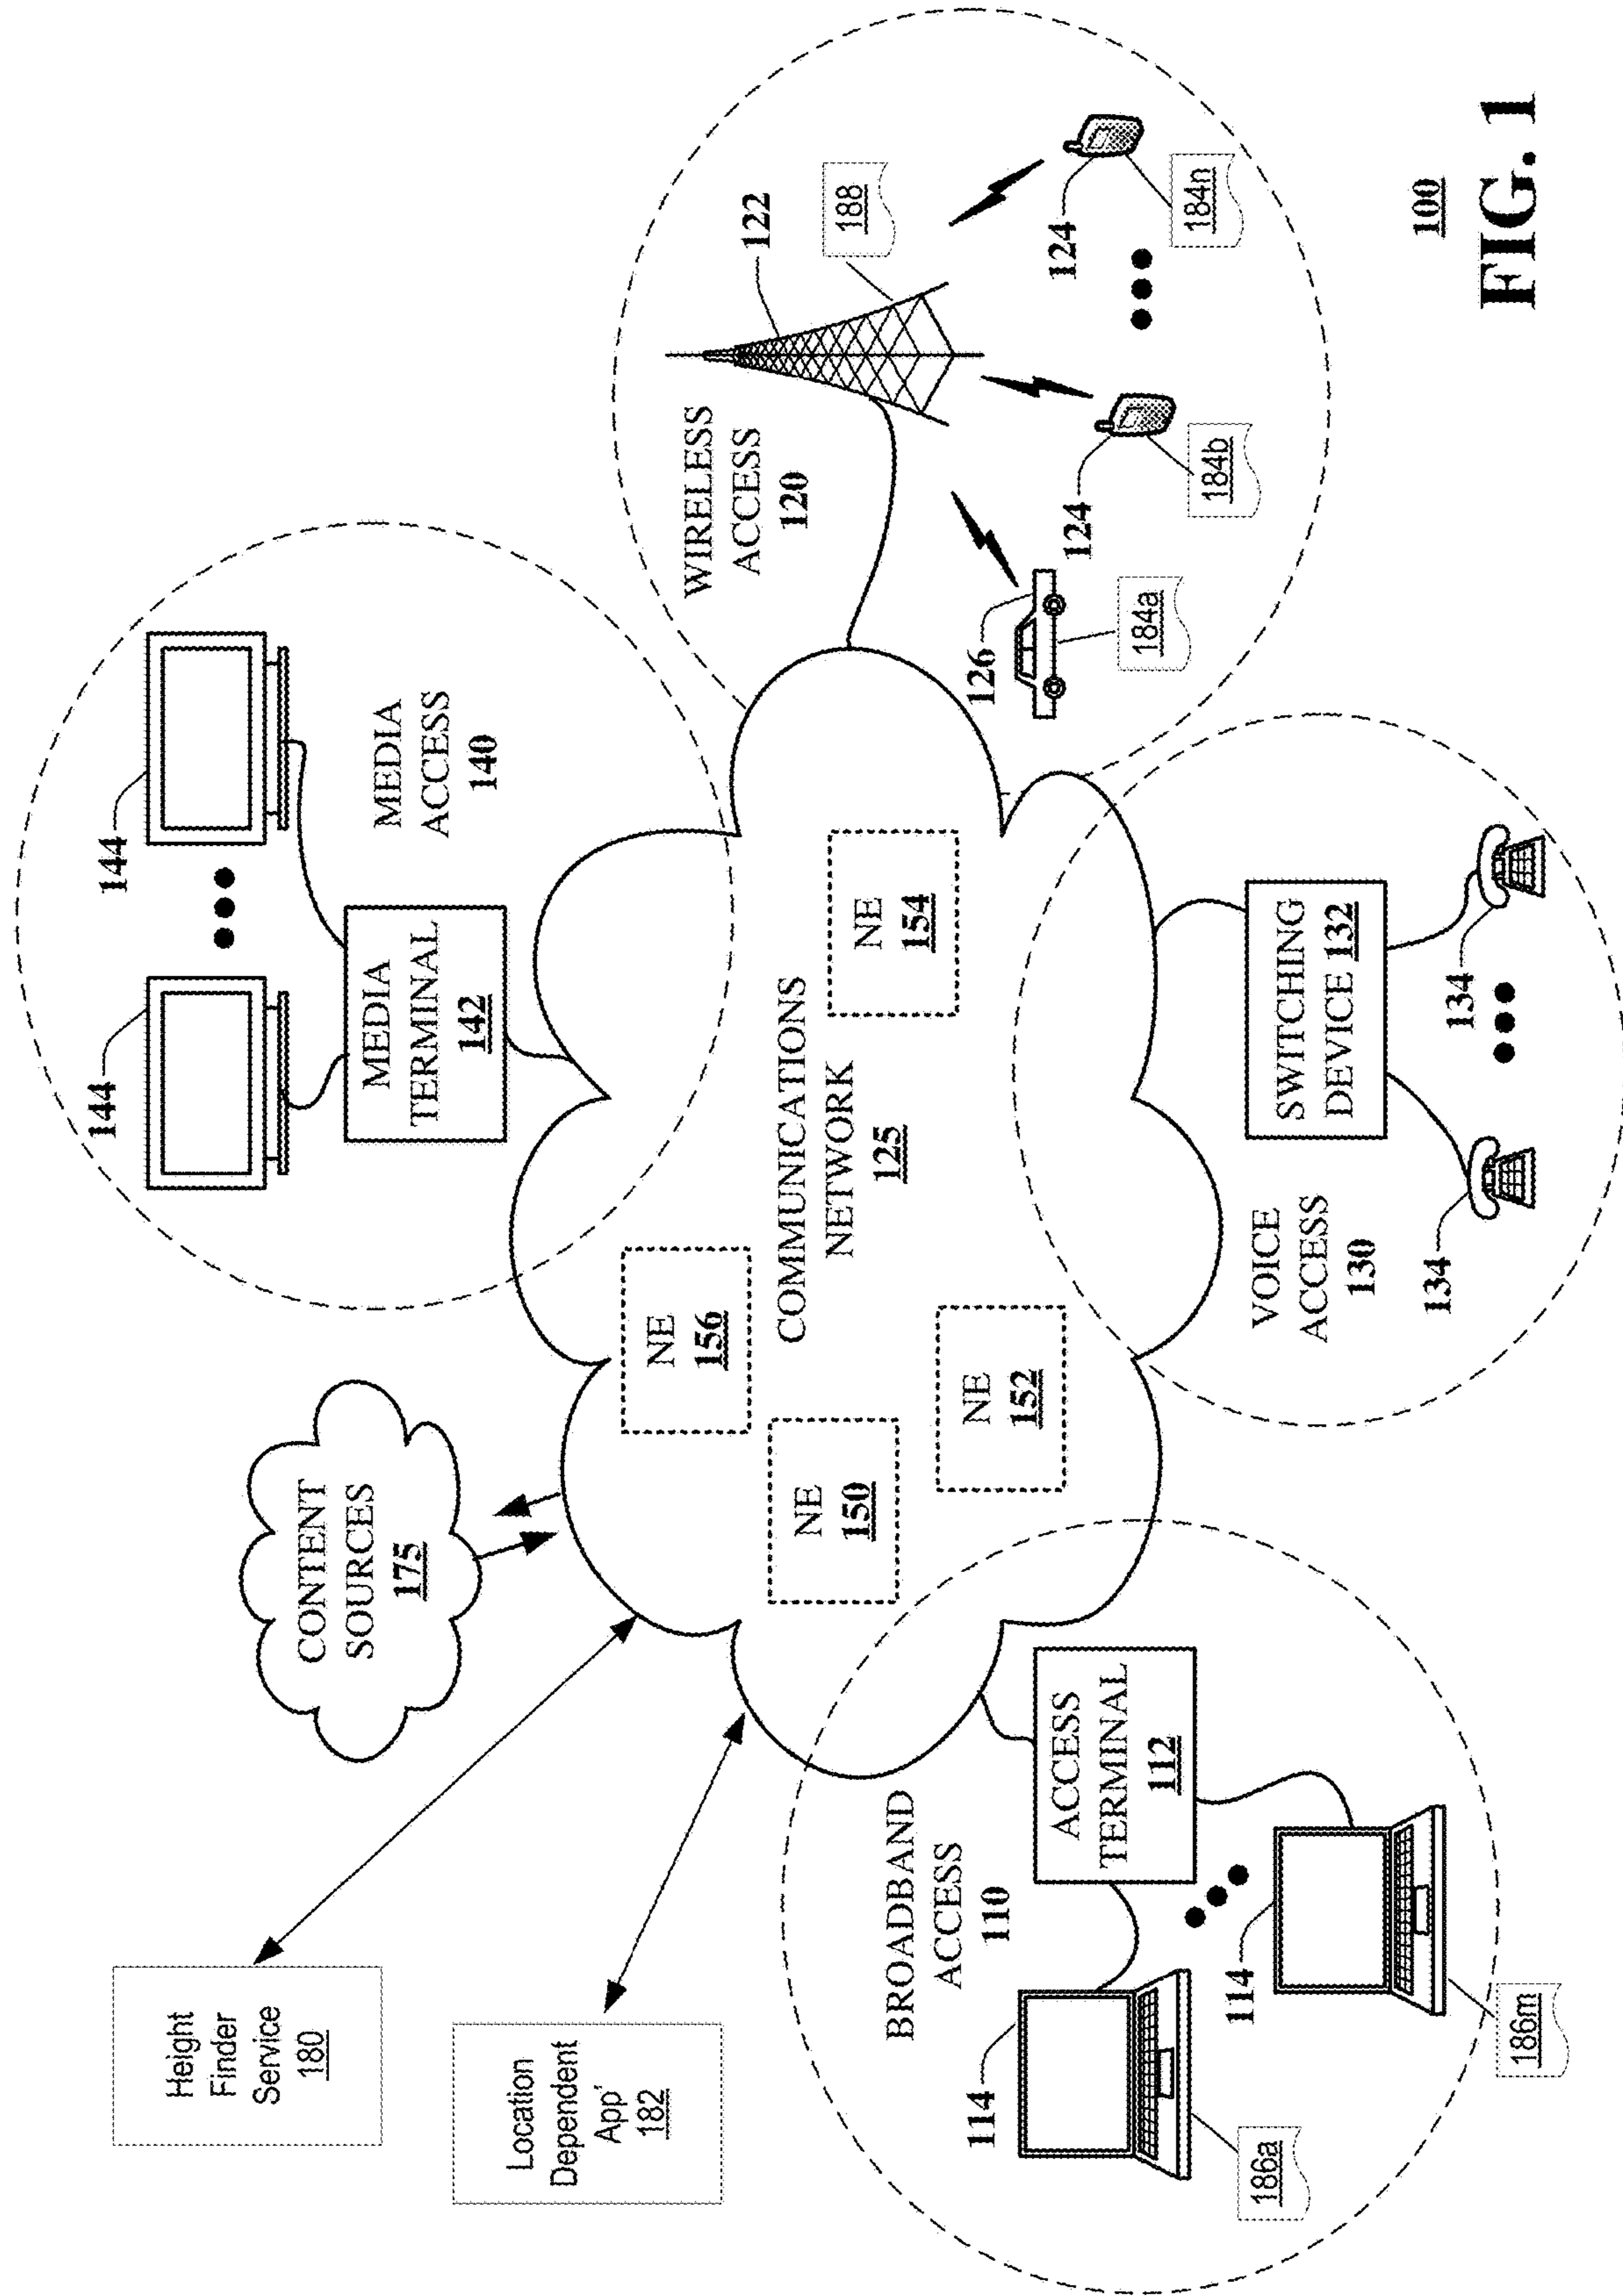 Height
Finder
Service
180
Location
Dependent
App'
182
CONTENT
SOURCES
175
144
144
MEDIA
TERMINAL
142
MEDIA
ACCESS
140
WIRELESS
ACCESS
120
122
188
126
184a
124
184b
124
184n
NE
156
NE
150
NE
152
NE
154
COMMUNICATIONS
NETWORK
125
BROADBAND
ACCESS
110
ACCESS
TERMINAL
112
114
186a
114
186m
VOICE
ACCESS
130
SWITCHING
DEVICE 132
134
134
100
FIG. 1